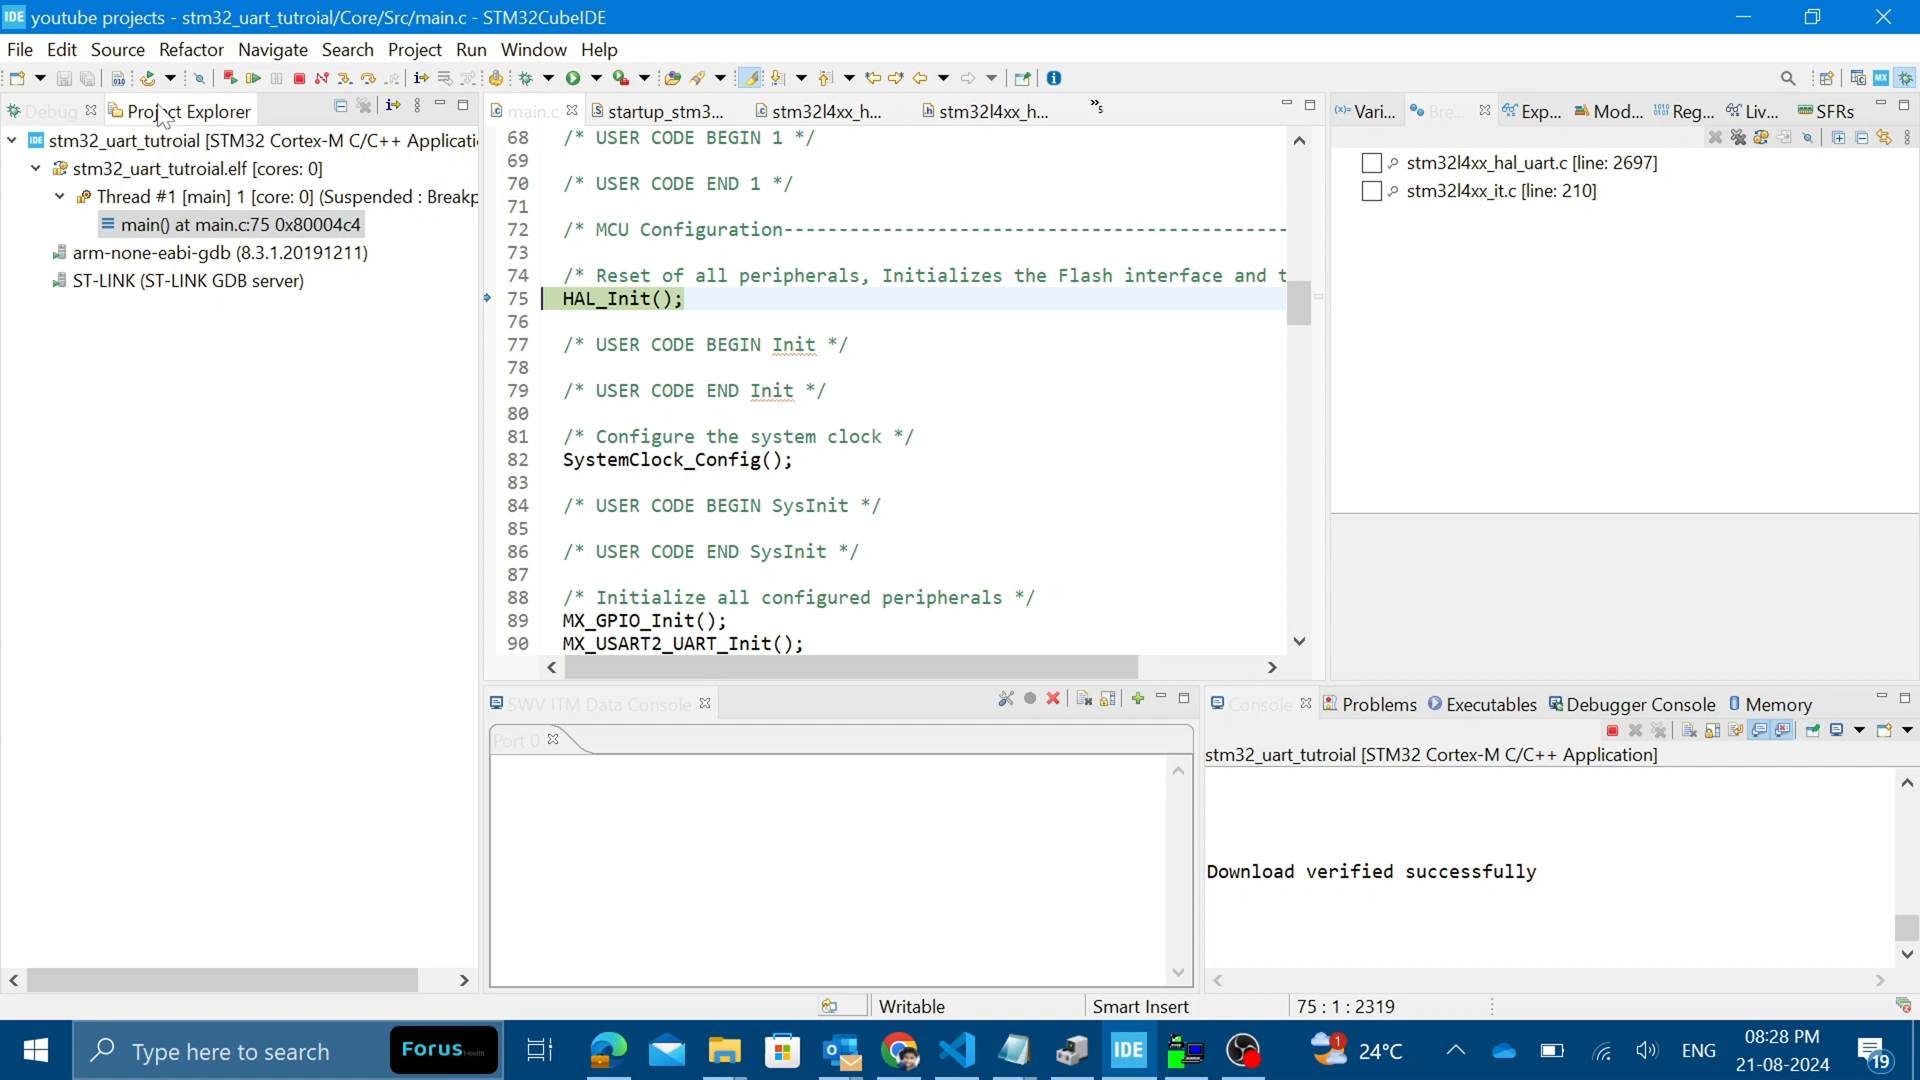 IDE youtube projects - stm32_uart_tutroial/Core/Src/main.c - STM32CubeIDE
File Edit Source Refactor Navigate Search Project Run Window Help
Debug Project Explorer
stm32_uart_tutroial [STM32 Cortex-M C/C++ Applicati
stm32_uart_tutroial.elf [cores: 0]
Thread #1 [main] 1 [core: 0] (Suspended : Breakp
main() at main.c:75 0x80004c4
arm-none-eabi-gdb (8.3.1.20191211)
ST-LINK (ST-LINK GDB server)
main.c startup_stm3... stm32l4xx_h... stm32l4xx_h... »5
68 /* USER CODE BEGIN 1 */
69
70 /* USER CODE END 1 */
71
72 /* MCU Configuration----------------------------------------------
73
74 /* Reset of all peripherals, Initializes the Flash interface and t
75 HAL_Init();
76
77 /* USER CODE BEGIN Init */
78
79 /* USER CODE END Init */
80
81 /* Configure the system clock */
82 SystemClock_Config();
83
84 /* USER CODE BEGIN SysInit */
85
86 /* USER CODE END SysInit */
87
88 /* Initialize all configured peripherals */
89 MX_GPIO_Init();
90 MX_USART2_UART_Init();
Vari... Bre... Exp... Mod... Reg... Liv... SFRs
stm32l4xx_hal_uart.c [line: 2697]
stm32l4xx_it.c [line: 210]
SWV ITM Data Console
Port 0
Console Problems Executables Debugger Console Memory
stm32_uart_tutroial [STM32 Cortex-M C/C++ Application]
Download verified successfully
Writable Smart Insert 75 : 1 : 2319
Type here to search Forus Health IDE 1 24°C ENG 08:28 PM
21-08-2024 19